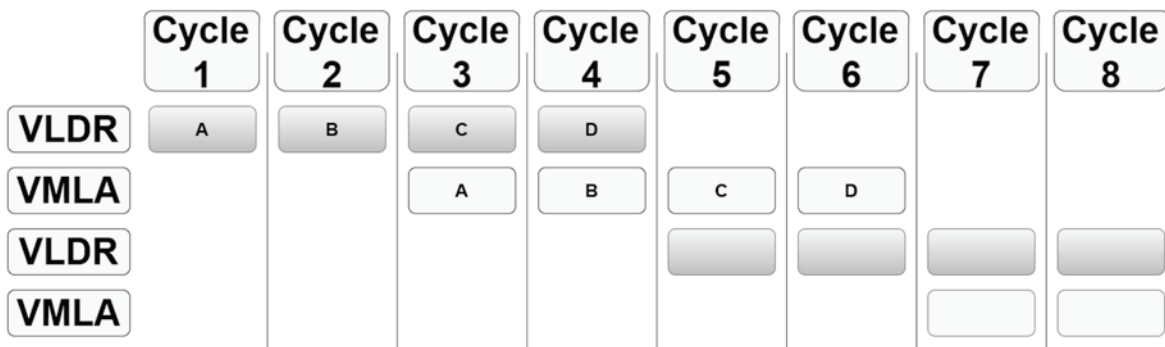 Cycle 1 Cycle 2 Cycle 3 Cycle 4 Cycle 5 Cycle 6 Cycle 7 Cycle 8
VLDR A B C D
VMLA A B C D
VLDR
VMLA